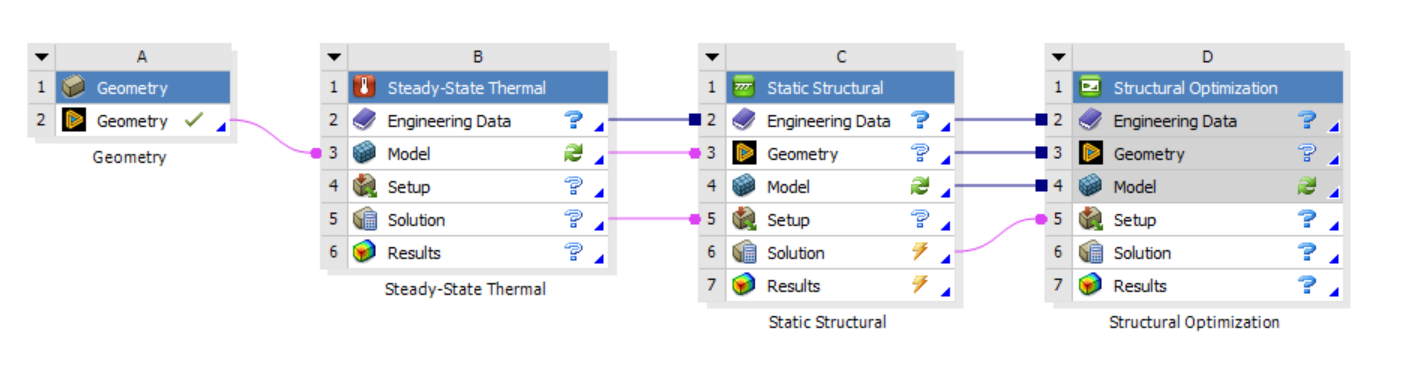 A
1 Geometry
2 Geometry
Geometry
B
1 Steady-State Thermal
2 Engineering Data
3 Model
4 Setup
5 Solution
6 Results
Steady-State Thermal
C
1 Static Structural
2 Engineering Data
3 Geometry
4 Model
5 Setup
6 Solution
7 Results
Static Structural
D
1 Structural Optimization
2 Engineering Data
3 Geometry
4 Model
5 Setup
6 Solution
7 Results
Structural Optimization